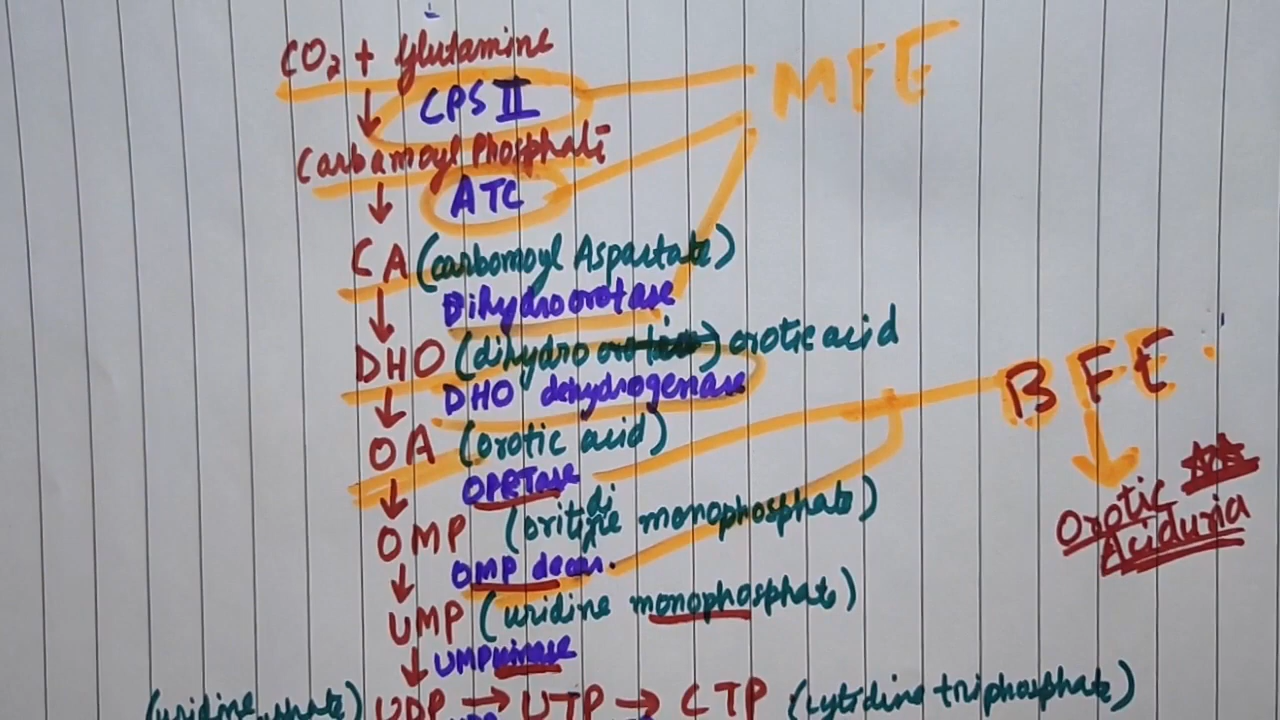 CO₂ + Glutamine
CPS II
MFE
Carbamoyl Phosphate
ATC
CA (carbomoyl Aspartate)
Dihydroorotase
DHO (dihydro orotic acid
DHO dehydrogenase
BFE
OA (orotic acid)
OPRTase
Orotic
Aciduria
OMP monophosphate)
OMP decar.
UMP (uridine monophosphate)
UMP kinase
UDP → UTP → CTP (cytidine triphosphate)